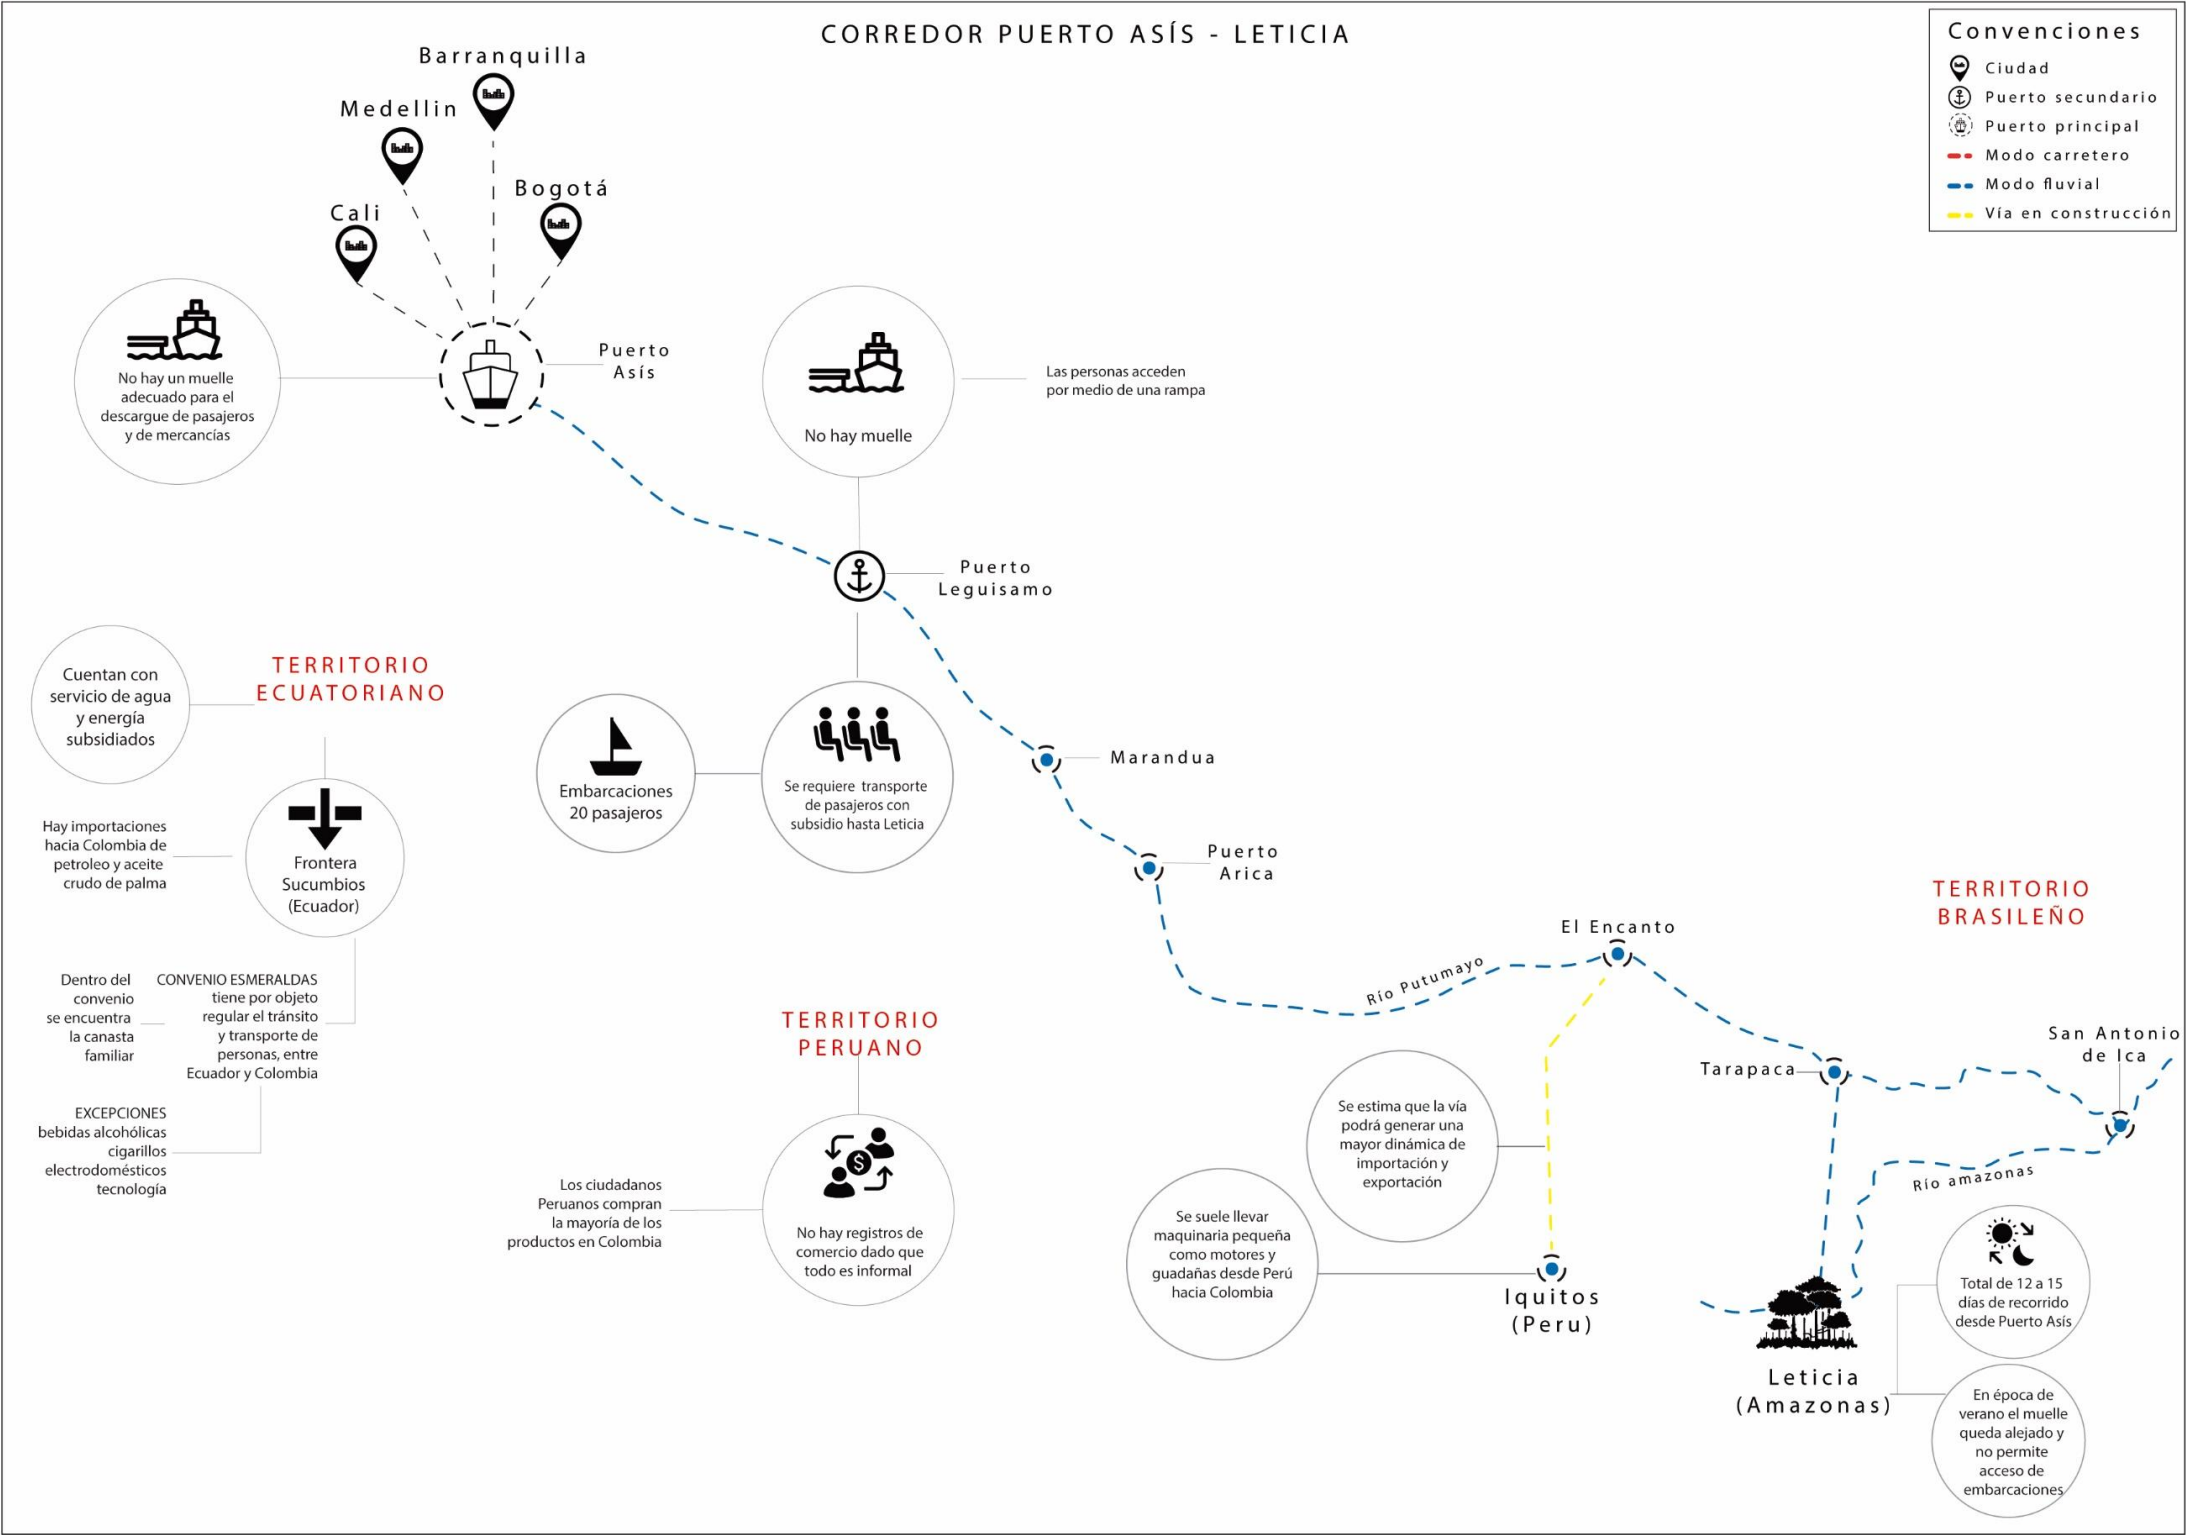 CORREDOR PUERTO ASÍS - LETICIA
Convenciones
Ciudad
Puerto secundario
Puerto principal
Modo carretero
Modo fluvial
Vía en construcción
Barranquilla
Medellin
Bogotá
Cali
No hay un muelle
adecuado para el
descargue de pasajeros
y de mercancías
Puerto
Asís
No hay muelle
Las personas acceden
por medio de una rampa
Puerto
Leguisamo
Cuentan con
servicio de agua
y energía
subsidiados
TERRITORIO
ECUATORIANO
Embarcaciones
20 pasajeros
Se requiere transporte
de pasajeros con
subsidio hasta Leticia
Marandua
Hay importaciones
hacia Colombia de
petroleo y aceite
crudo de palma
Frontera
Sucumbios
(Ecuador)
Puerto
Arica
Dentro del
convenio
se encuentra
la canasta
familiar
CONVENIO ESMERALDAS
tiene por objeto
regular el tránsito
y transporte de
personas, entre
Ecuador y Colombia
EXCEPCIONES
bebidas alcohólicas
cigarillos
electrodomésticos
tecnología
TERRITORIO
PERUANO
Los ciudadanos
Peruanos compran
la mayoría de los
productos en Colombia
No hay registros de
comercio dado que
todo es informal
Río Putumayo
El Encanto
TERRITORIO
BRASILEÑO
San Antonio
de Ica
Tarapaca
Río amazonas
Se estima que la vía
podrá generar una
mayor dinámica de
importación y
exportación
Se suele llevar
maquinaria pequeña
como motores y
guadañas desde Perú
hacia Colombia
Iquitos
(Peru)
Leticia
(Amazonas)
Total de 12 a 15
días de recorrido
desde Puerto Asís
En época de
verano el muelle
queda alejado y
no permite
acceso de
embarcaciones